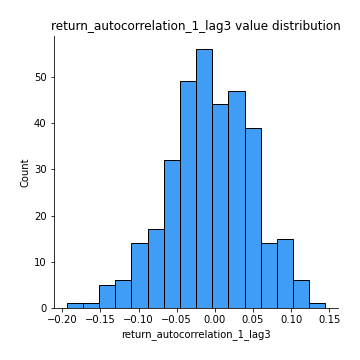 return_autocorrelation_1_lag3 value distribution
Count
50
40
30
20
10
0
−0.20 −0.15 −0.10 −0.05 0.00 0.05 0.10 0.15
return_autocorrelation_1_lag3